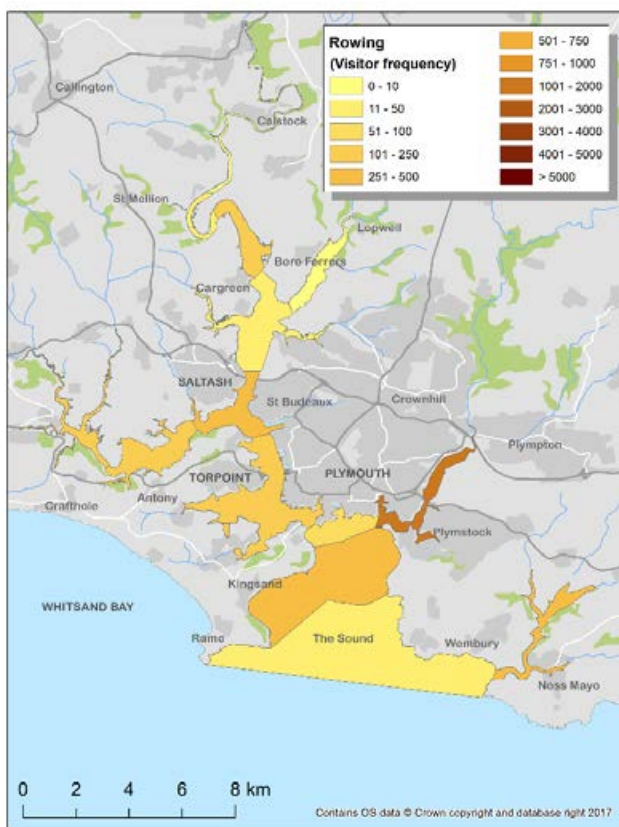 Rowing
(Visitor frequency)
0 - 10
11 - 50
51 - 100
101 - 250
251 - 500
501 - 750
751 - 1000
1001 - 2000
2001 - 3000
3001 - 4000
4001 - 5000
> 5000
Callington
Calstock
St Mellion
Lopwell
Bere Ferrers
Cargreen
SALTASH
St Budeaux
Crownhill
Plympton
TORPOINT
PLYMOUTH
Crafthole
Antony
Plymstock
Kingsand
WHITSAND BAY
Rame
The Sound
Wembury
Noss Mayo
0 2 4 6 8 km
Contains OS data © Crown copyright and database right 2017